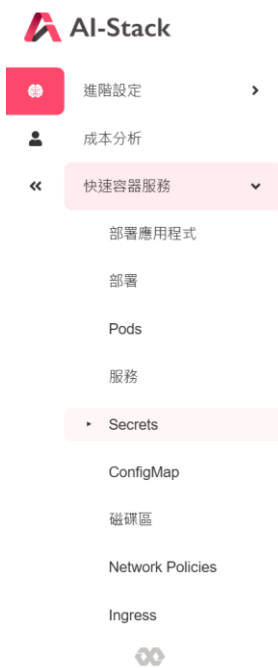 AI-Stack
進階設定
成本分析
快速容器服務
部署應用程式
部署
Pods
服務
Secrets
ConfigMap
磁碟區
Network Policies
Ingress